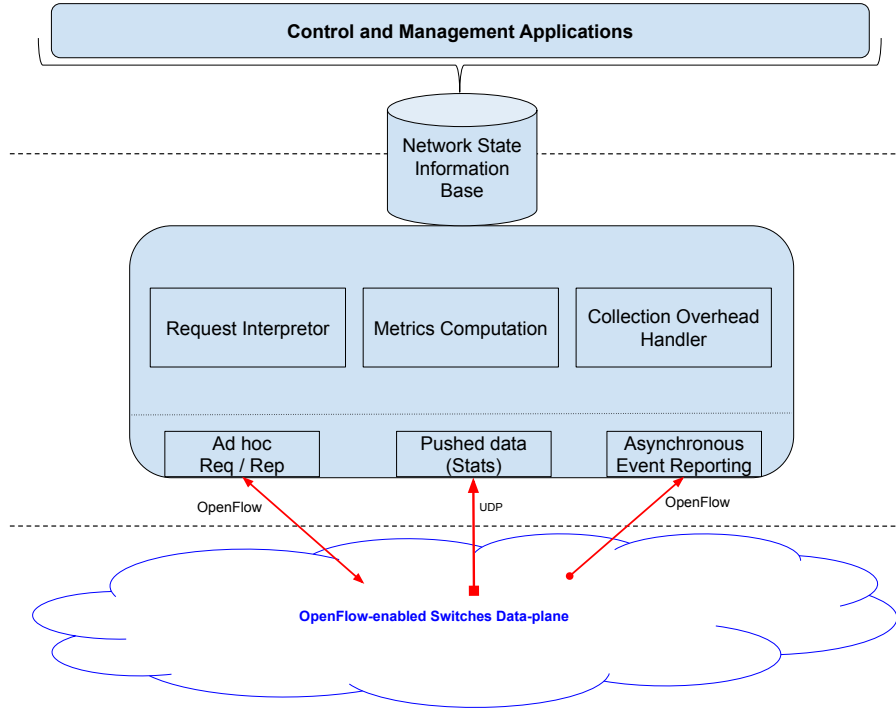 Control and Management Applications
Network State
Information
Base
Request Interpretor
Metrics Computation
Collection Overhead
Handler
Ad hoc
Req / Rep
Pushed data
(Stats)
Asynchronous
Event Reporting
OpenFlow
UDP
OpenFlow
OpenFlow-enabled Switches Data-plane